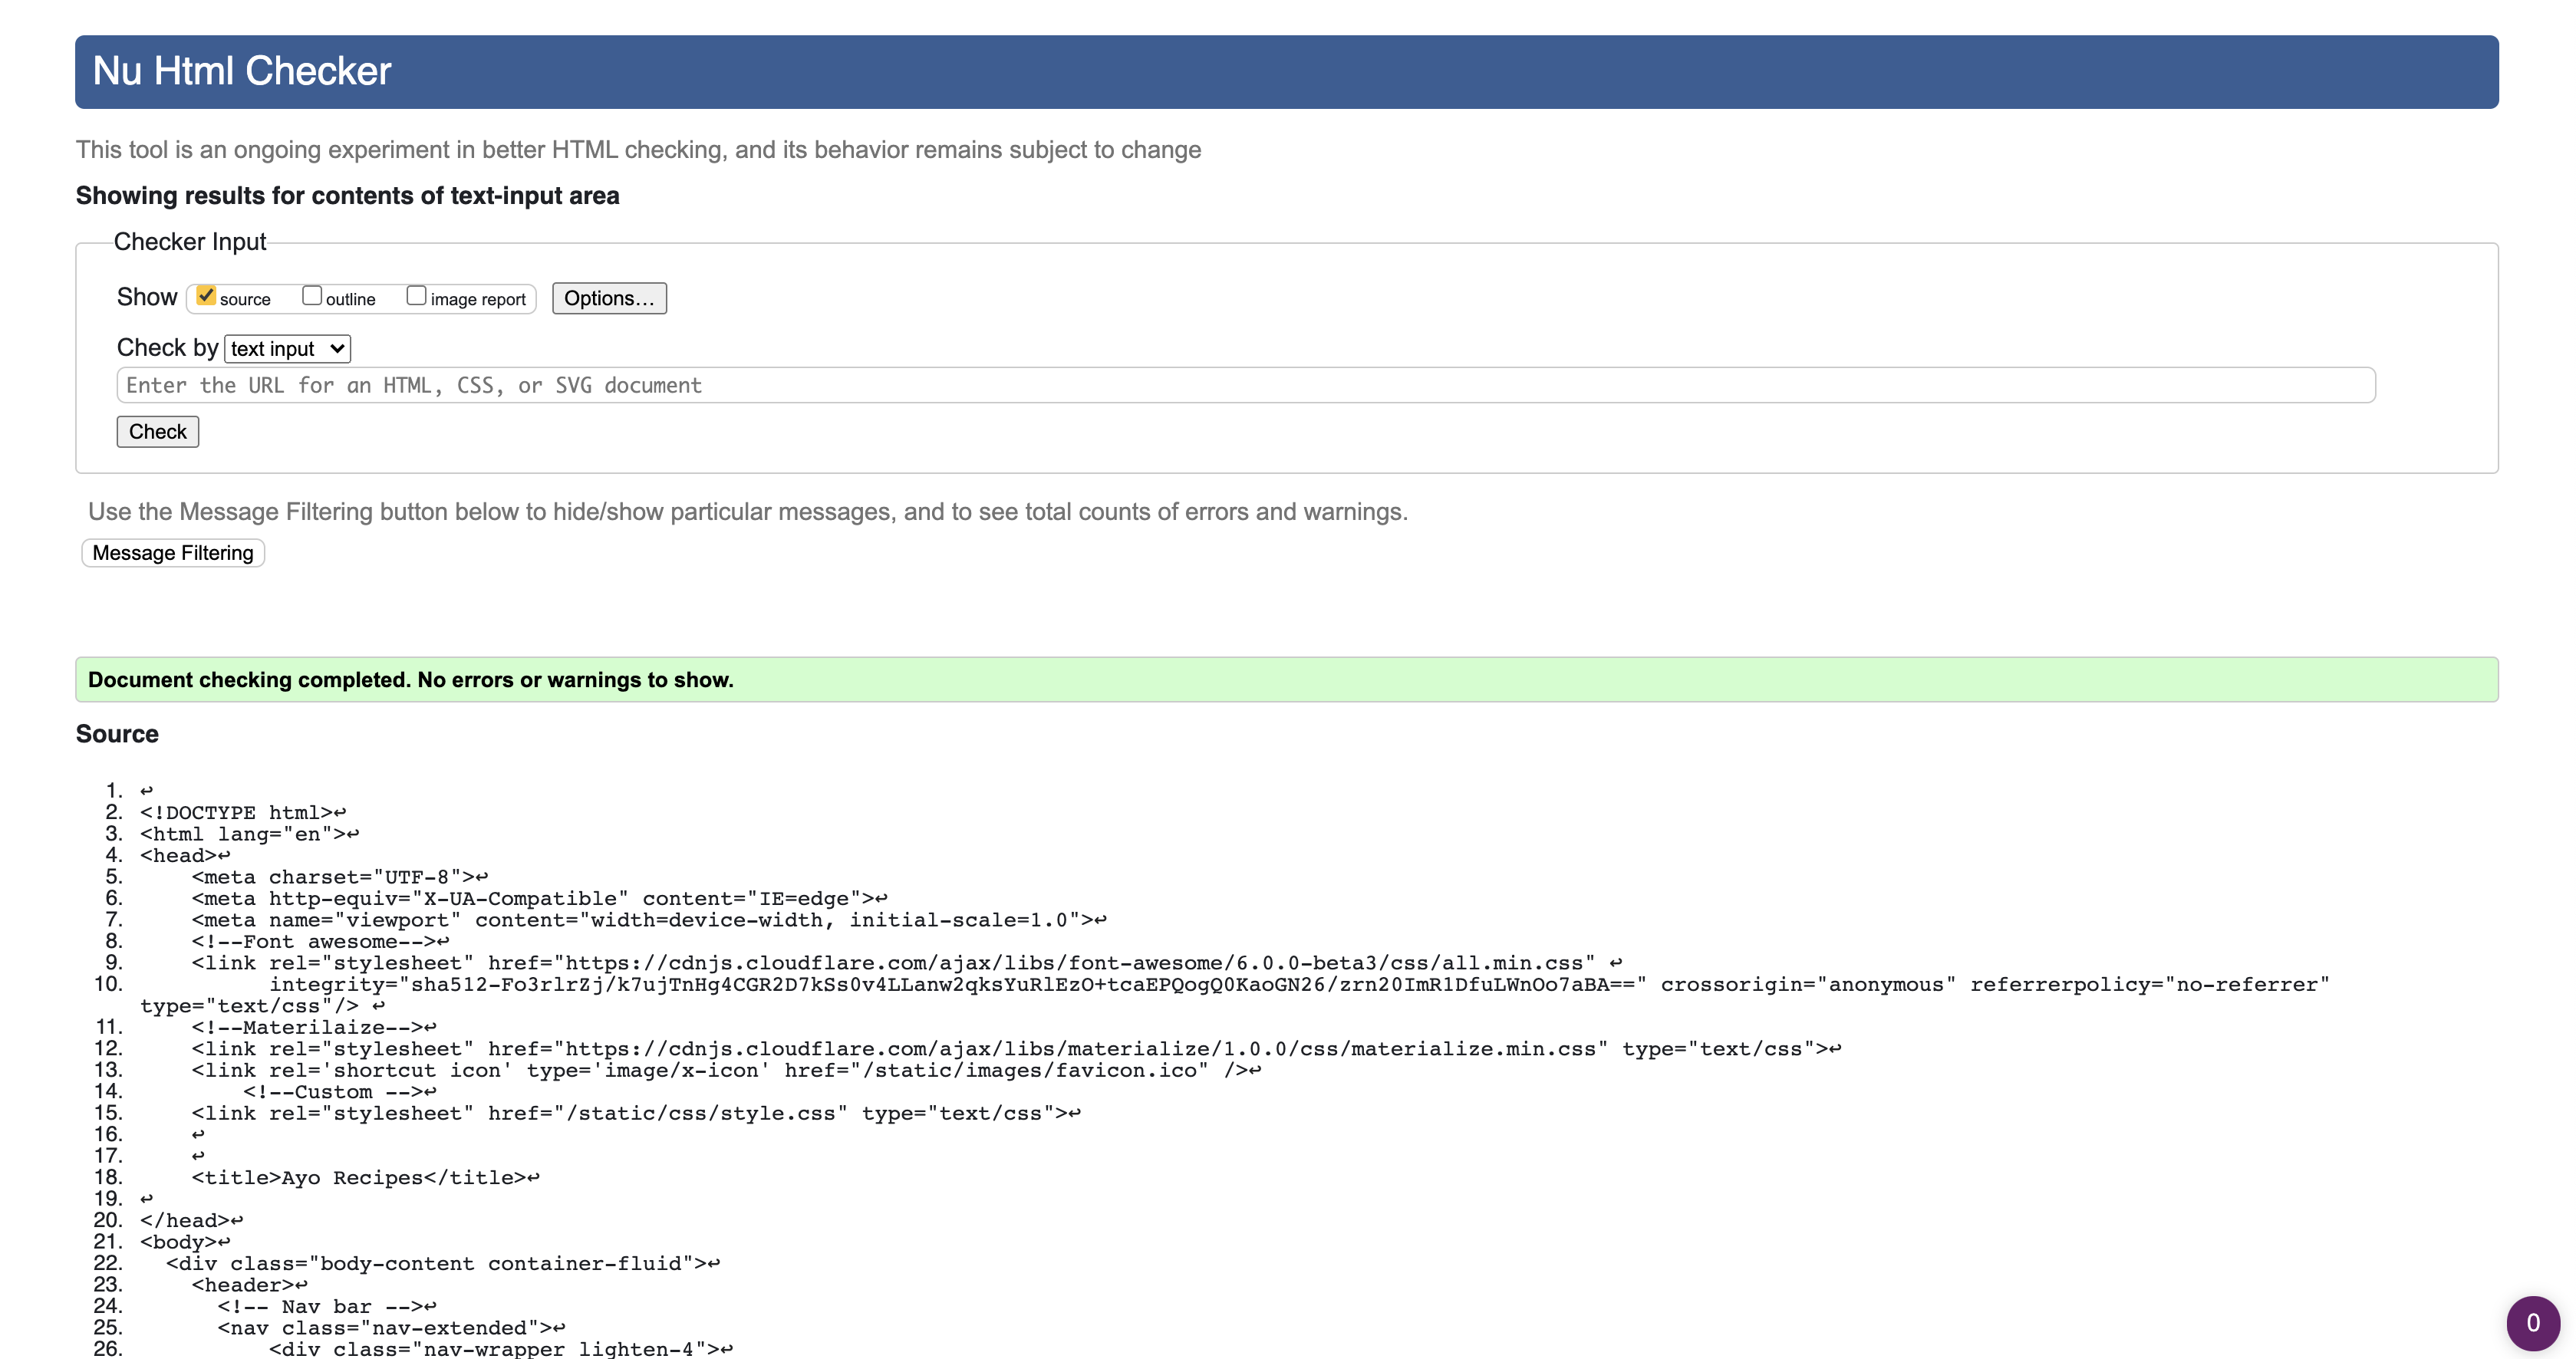 Nu Html Checker
This tool is an ongoing experiment in better HTML checking, and its behavior remains subject to change
Showing results for contents of text-input area
Checker Input
Show source outline image report Options...
Check by text input
Enter the URL for an HTML, CSS, or SVG document
Check
Use the Message Filtering button below to hide/show particular messages, and to see total counts of errors and warnings.
Message Filtering
Document checking completed. No errors or warnings to show.
Source
1. ↩
2. <!DOCTYPE html>↩
3. <html lang="en">↩
4. <head>↩
5. <meta charset="UTF-8">↩
6. <meta http-equiv="X-UA-Compatible" content="IE=edge">↩
7. <meta name="viewport" content="width=device-width, initial-scale=1.0">↩
8. <!--Font awesome-->↩
9. <link rel="stylesheet" href="https://cdnjs.cloudflare.com/ajax/libs/font-awesome/6.0.0-beta3/css/all.min.css" ↩
10. integrity="sha512-Fo3rlrZj/k7ujTnHg4CGR2D7kSs0v4LLanw2qksYuRlEzO+tcaEPQogQ0KaoGN26/zrn20ImR1DfuLWnOo7aBA==" crossorigin="anonymous" referrerpolicy="no-referrer"
type="text/css"/> ↩
11. <!--Materilaize-->↩
12. <link rel="stylesheet" href="https://cdnjs.cloudflare.com/ajax/libs/materialize/1.0.0/css/materialize.min.css" type="text/css">↩
13. <link rel='shortcut icon' type='image/x-icon' href="/static/images/favicon.ico" />↩
14. <!--Custom -->↩
15. <link rel="stylesheet" href="/static/css/style.css" type="text/css">↩
16. ↩
17. ↩
18. <title>Ayo Recipes</title>↩
19. ↩
20. </head>↩
21. <body>↩
22. <div class="body-content container-fluid">↩
23. <header>↩
24. <!-- Nav bar -->↩
25. <nav class="nav-extended">↩
26. <div class="nav-wrapper lighten-4">↩
0